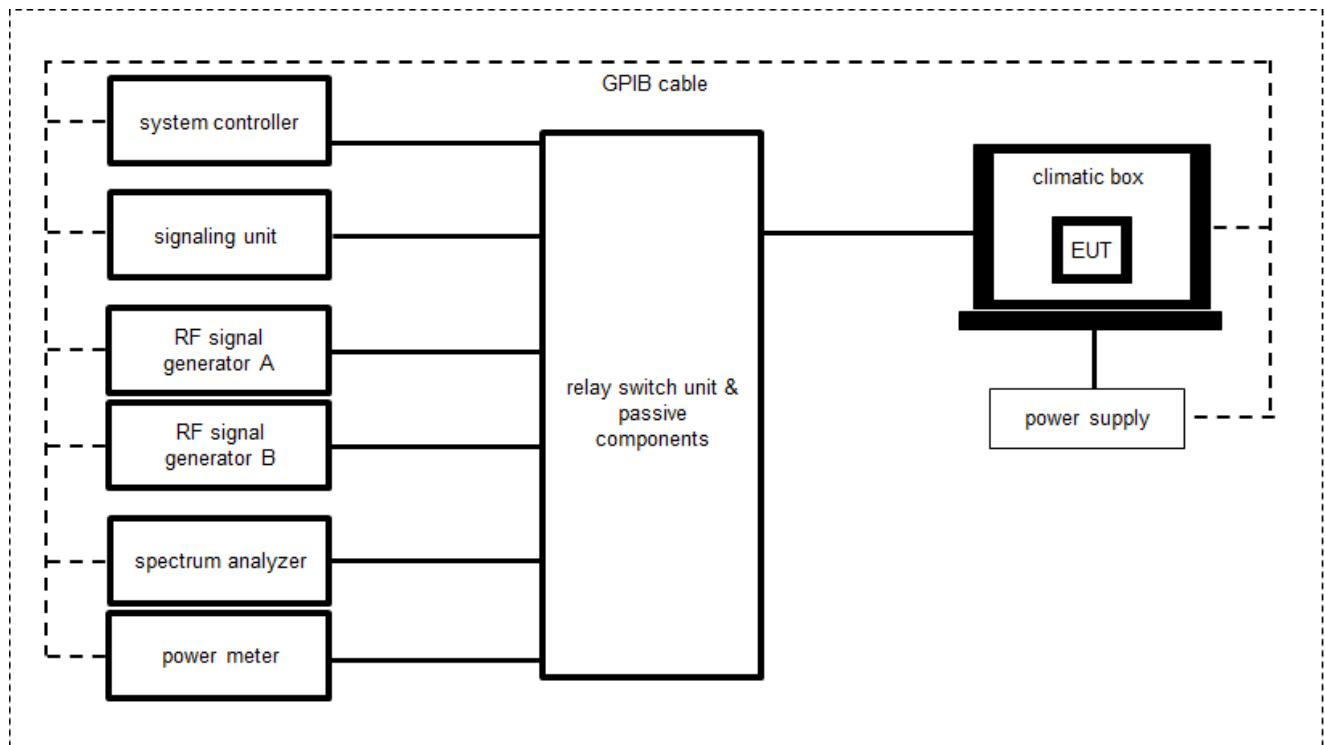 GPIB cable
system controller
signaling unit
RF signal
generator A
RF signal
generator B
spectrum analyzer
power meter
relay switch unit &
passive
components
climatic box
EUT
power supply